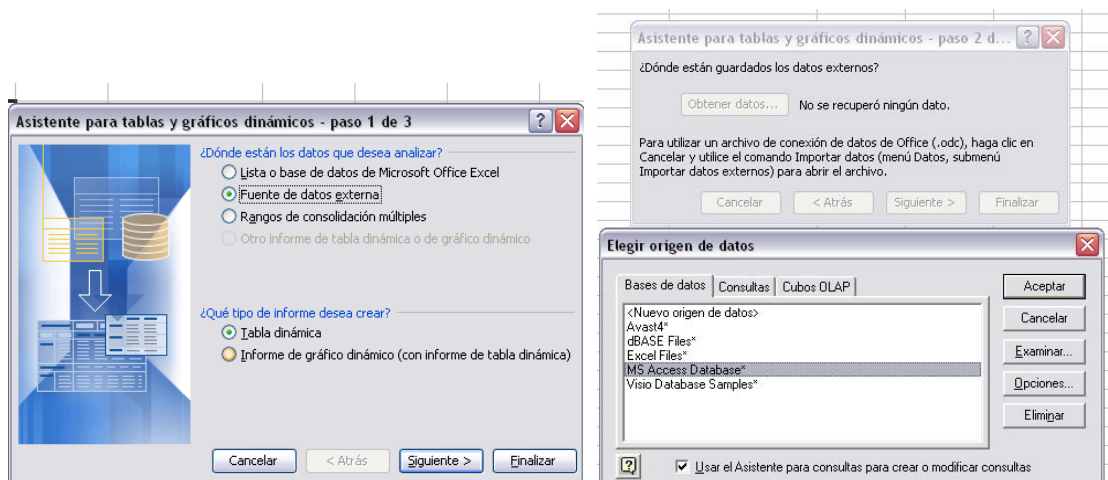 Asistente para tablas y gráficos dinámicos - paso 1 de 3
¿Dónde están los datos que desea analizar?
Lista o base de datos de Microsoft Office Excel
Fuente de datos externa
Rangos de consolidación múltiples
Otro informe de tabla dinámica o de gráfico dinámico
¿Qué tipo de informe desea crear?
Tabla dinámica
Informe de gráfico dinámico (con informe de tabla dinámica)
Cancelar
< Atrás
Siguiente >
Finalizar
Asistente para tablas y gráficos dinámicos - paso 2 d...
¿Dónde están guardados los datos externos?
Obtener datos...
No se recuperó ningún dato.
Para utilizar un archivo de conexión de datos de Office (.odc), haga clic en
Cancelar y utilice el comando Importar datos (menú Datos, submenú
Importar datos externos) para abrir el archivo.
Cancelar
< Atrás
Siguiente >
Finalizar
Elegir origen de datos
Bases de datos
Consultas
Cubos OLAP
<Nuevo origen de datos>
Avast4*
dBASE Files*
Excel Files*
MS Access Database*
Visio Database Samples*
Aceptar
Cancelar
Examinar...
Opciones...
Eliminar
Usar el Asistente para consultas para crear o modificar consultas